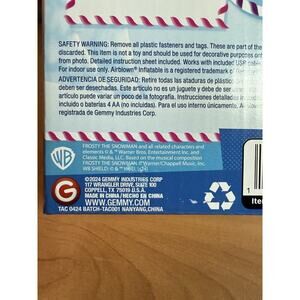 SAFETY WARNING: Remove all plastic fasteners and tags. These are part of the
discarded. This item is not a toy and should be used for decorative purposes
from photo. Detailed instruction sheet included. Works with included USB
For indoor use only. Airblown® Inflatable is a registered trademark of
ADVERTENCIA DE SEGURIDAD: Retire todas las ataduras de plástico
deben ser desechadas. Este artículo no es un juguete y debe de ser
artículo puede variar un poco de la fotografía. Instrucciones detalladas
incluido o baterías 4 AA (no incluidas). Para el uso interno únicamente.
registrada de Gemmy Industries Corp.
WB
FROSTY THE SNOWMAN and all related characters and
elements © & ™ Warner Bros. Entertainment Inc. and
Classic Media, LLC. Based on the musical composition
FROSTY THE SNOWMAN © Warner/Chappell Music, Inc.
WB SHIELD: © & ™ WBEI.
G
©2024 GEMMY INDUSTRIES CORP
117 WRANGLER DRIVE, SUITE 100
COPPELL, TX 75019 U.S.A.
MADE IN CHINA/HECHO EN CHINA
WWW.GEMMY.COM
TAC 0424 BATCH-TAC001 NANYANG, CHINA
Ite